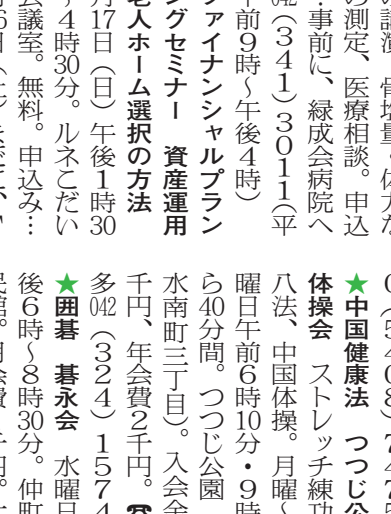 の講演、骨塩量・体力
の測定、医療相談。申込
：事前に、緑成会病院へ
042（341）3011（平
午前９時～午後４時）
ファイナンシャルプラン
ングセミナー　資産運用
老人ホーム選択の方法
月17日（日）午後１時30
４時30分。ルネこだい
会議室。無料。申込み…
★中国健康法　つつじ公
体操会　ストレッチ練功
八法、中国体操。月曜～
曜日午前６時10分・９時
ら40分間。つつじ公園
水南町三丁目）。入会金
千円、年会費２千円。☎
多042（324）1574
★囲碁　碁永会　水曜日
後６時～８時30分。仲町